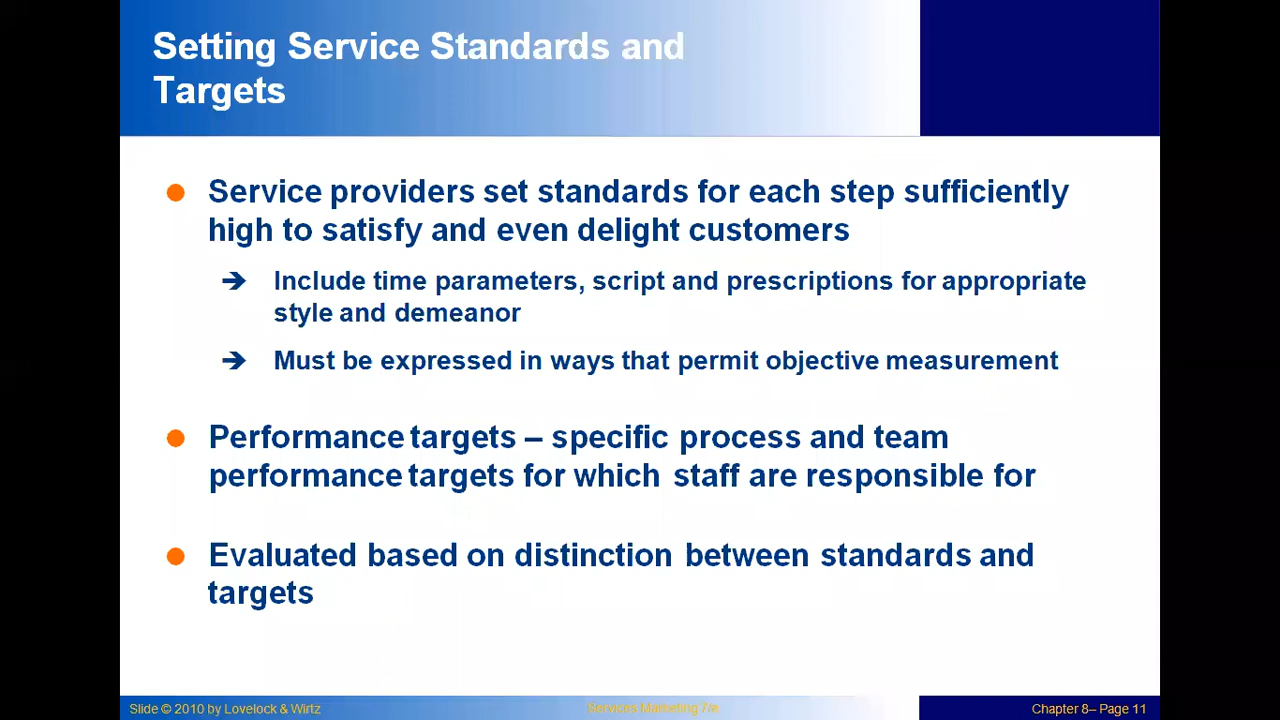 Setting Service Standards and
Targets
Service providers set standards for each step sufficiently
high to satisfy and even delight customers
Include time parameters, script and prescriptions for appropriate
style and demeanor
Must be expressed in ways that permit objective measurement
Performance targets – specific process and team
performance targets for which staff are responsible for
Evaluated based on distinction between standards and
targets
Slide © 2010 by Lovelock & Wirtz
Services Marketing 7/e
Chapter 8– Page 11